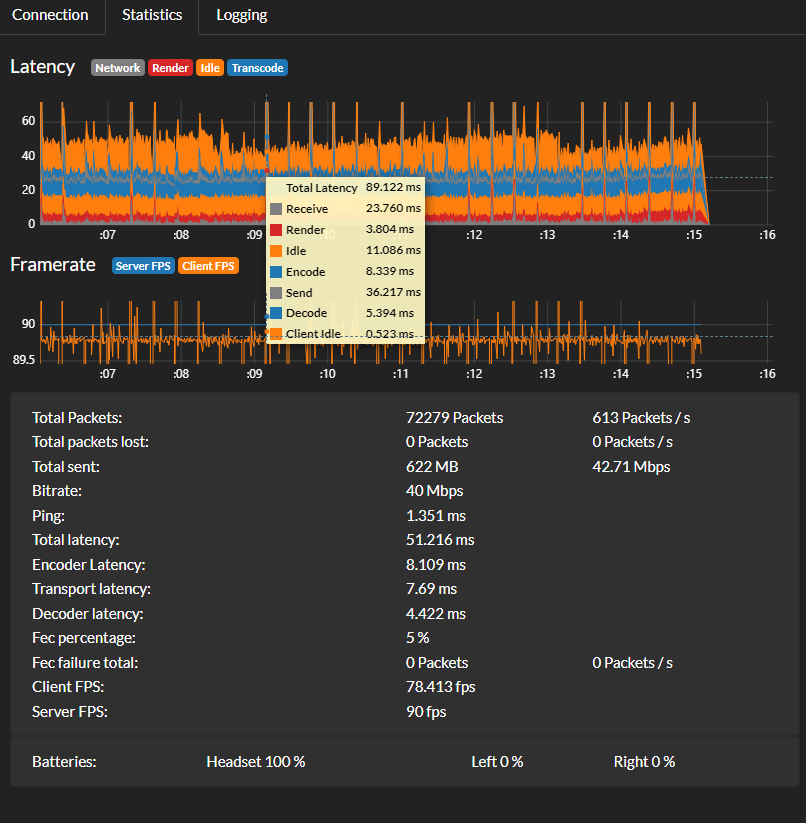 Connection Statistics Logging
Latency Network Render Idle Transcode
60
40
20
0
:07 :08 :09 :10 :11 :12 :13 :14 :15 :16
Total Latency 89.122 ms
Receive 23.760 ms
Render 3.804 ms
Idle 11.086 ms
Encode 8.339 ms
Send 36.217 ms
Decode 5.394 ms
Client Idle 0.523 ms
Framerate Server FPS Client FPS
90
89.5
:07 :08 :09 :10 :11 :12 :13 :14 :15 :16
Total Packets: 72279 Packets 613 Packets / s
Total packets lost: 0 Packets 0 Packets / s
Total sent: 622 MB 42.71 Mbps
Bitrate: 40 Mbps
Ping: 1.351 ms
Total latency: 51.216 ms
Encoder Latency: 8.109 ms
Transport latency: 7.69 ms
Decoder latency: 4.422 ms
Fec percentage: 5 %
Fec failure total: 0 Packets 0 Packets / s
Client FPS: 78.413 fps
Server FPS: 90 fps
Batteries: Headset 100 % Left 0 % Right 0 %